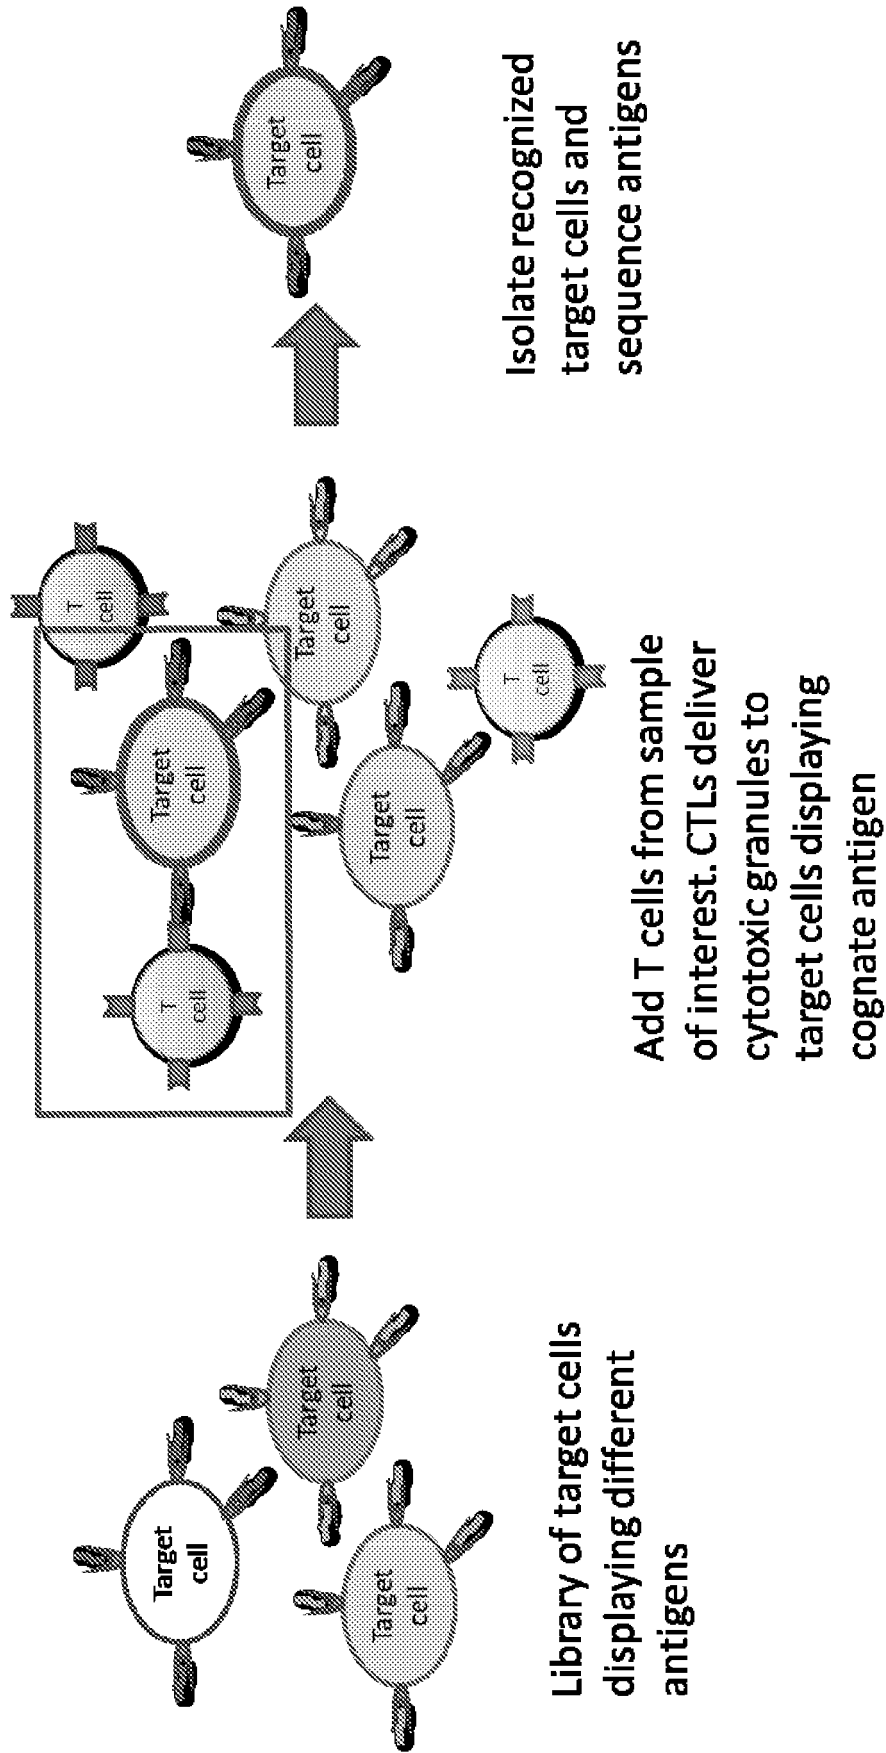 Target
cell
Target
cell
Target
cell
Library of target cells
displaying different
antigens
T
cell
Target
cell
T
cell
Target
cell
Target
cell
T
cell
Add T cells from sample
of interest. CTLs deliver
cytotoxic granules to
target cells displaying
cognate antigen
Target
cell
Isolate recognized
target cells and
sequence antigens